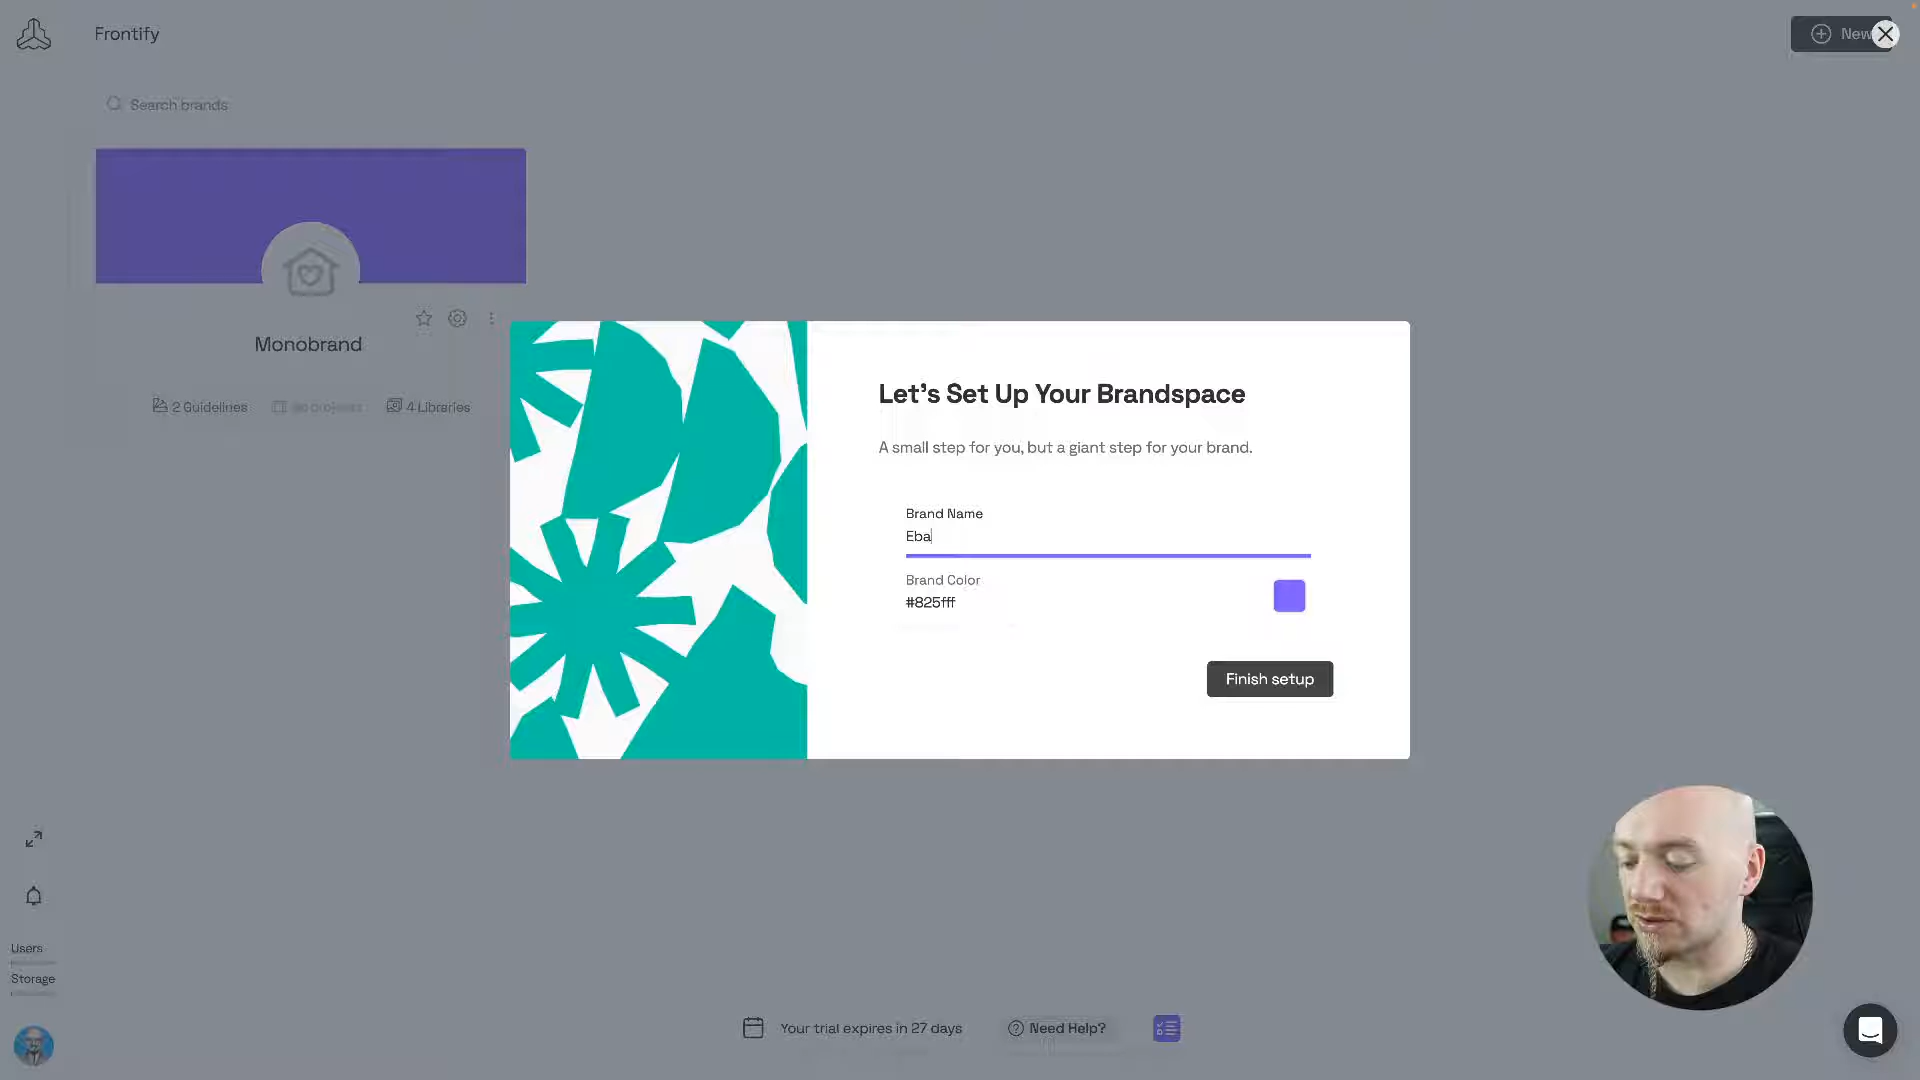 Frontify
New
Search brands
Monobrand
2 Guidelines
4 Libraries
Let's Set Up Your Brandspace
A small step for you, but a giant step for your brand.
Brand Name
Eba
Brand Color
#825fff
Finish setup
Users
Storage
Your trial expires in 27 days
Need Help?